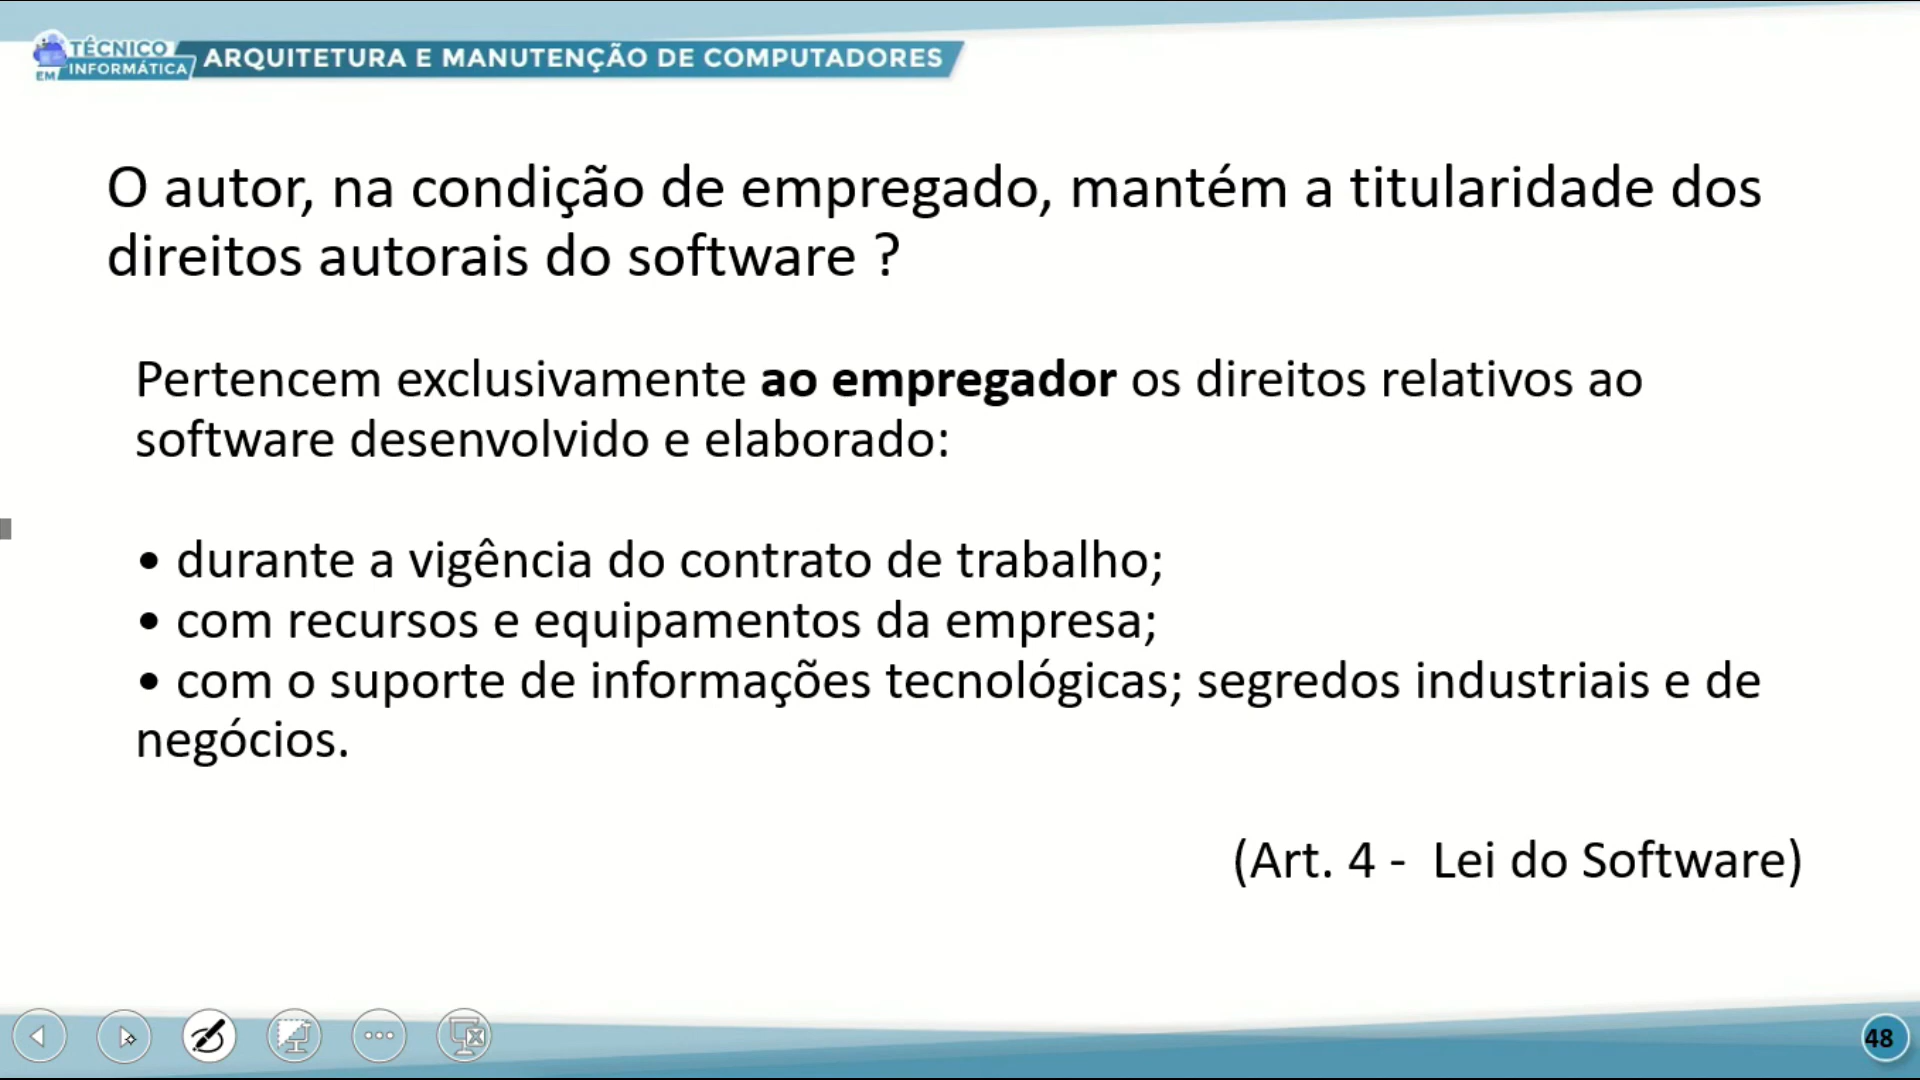 TÉCNICO
EM INFORMÁTICA
ARQUITETURA E MANUTENÇÃO DE COMPUTADORES
O autor, na condição de empregado, mantém a titularidade dos
direitos autorais do software ?
Pertencem exclusivamente ao empregador os direitos relativos ao
software desenvolvido e elaborado:
• durante a vigência do contrato de trabalho;
• com recursos e equipamentos da empresa;
• com o suporte de informações tecnológicas; segredos industriais e de
negócios.
(Art. 4 - Lei do Software)
48